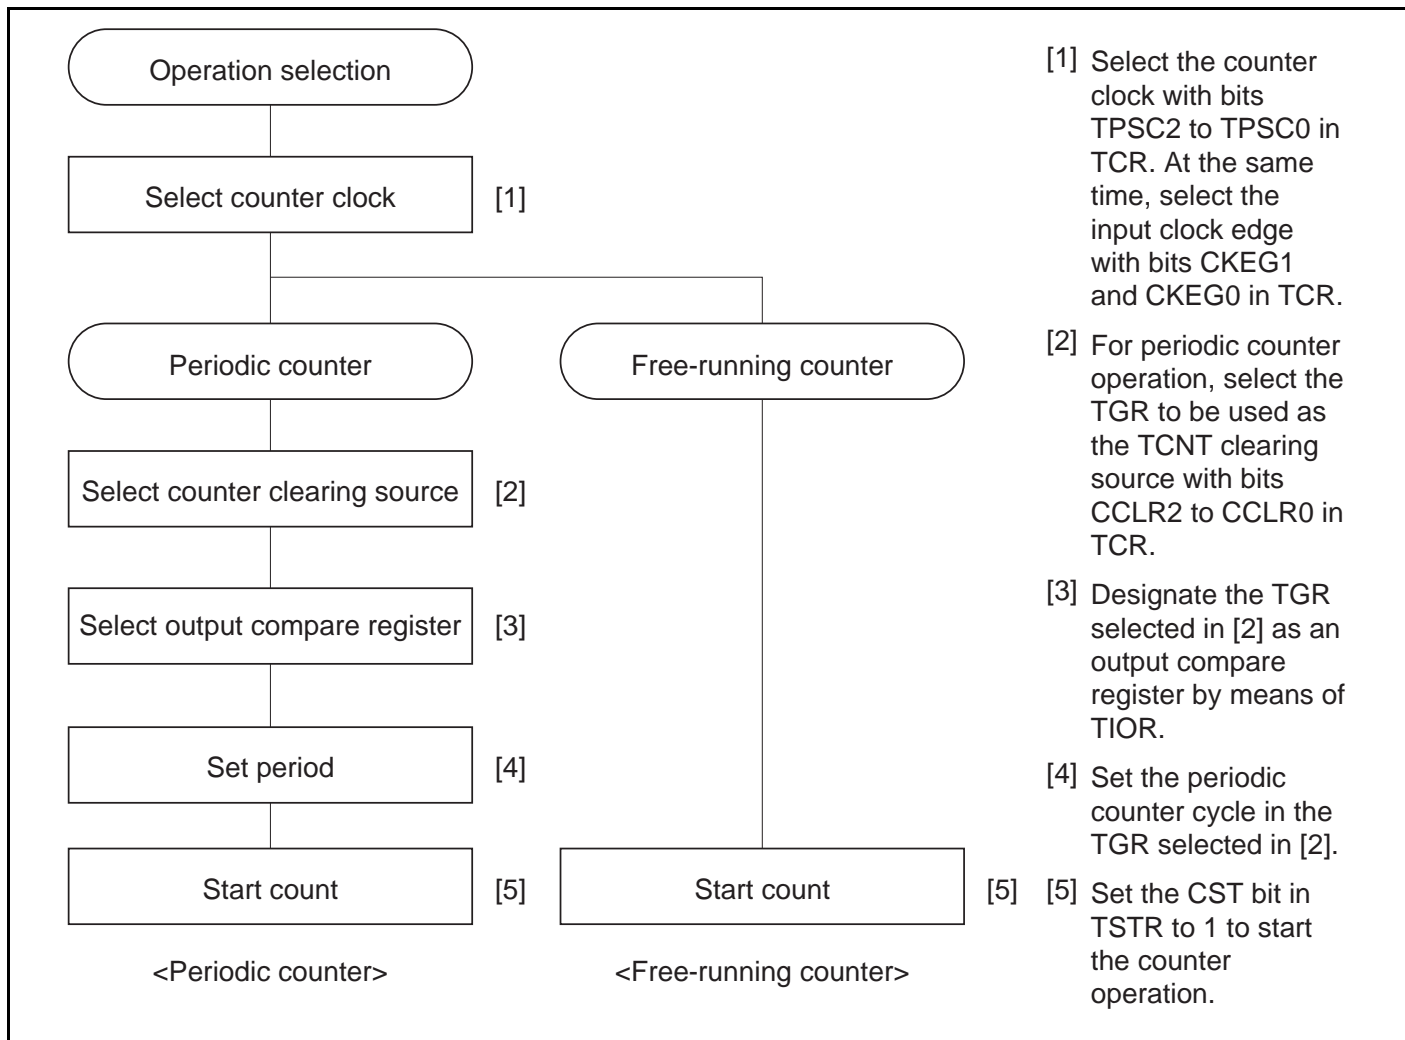 Operation selection
Select counter clock [1]
Periodic counter
Free-running counter
Select counter clearing source [2]
Select output compare register [3]
Set period [4]
Start count [5]
Start count [5]
<Periodic counter>
<Free-running counter>
[1] Select the counter
clock with bits
TPSC2 to TPSC0 in
TCR. At the same
time, select the
input clock edge
with bits CKEG1
and CKEG0 in TCR.
[2] For periodic counter
operation, select the
TGR to be used as
the TCNT clearing
source with bits
CCLR2 to CCLR0 in
TCR.
[3] Designate the TGR
selected in [2] as an
output compare
register by means of
TIOR.
[4] Set the periodic
counter cycle in the
TGR selected in [2].
[5] Set the CST bit in
TSTR to 1 to start
the counter
operation.